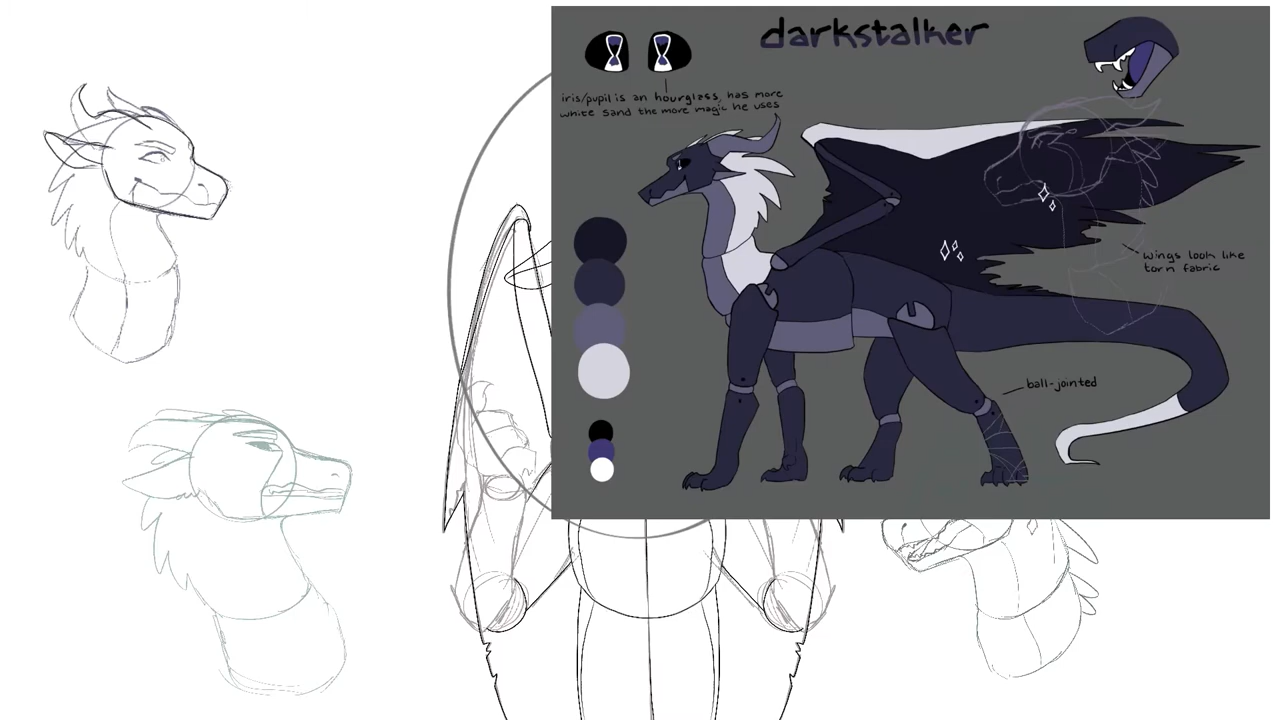 darkstalker
iris/pupil is an hourglass, has more
white sand the more magic he uses
wings look like
torn fabric
ball-jointed